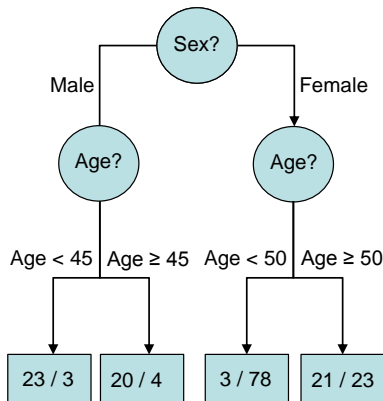 Sex?
Male
Female
Age?
Age?
Age < 45
Age ≥ 45
Age < 50
Age ≥ 50
23 / 3
20 / 4
3 / 78
21 / 23